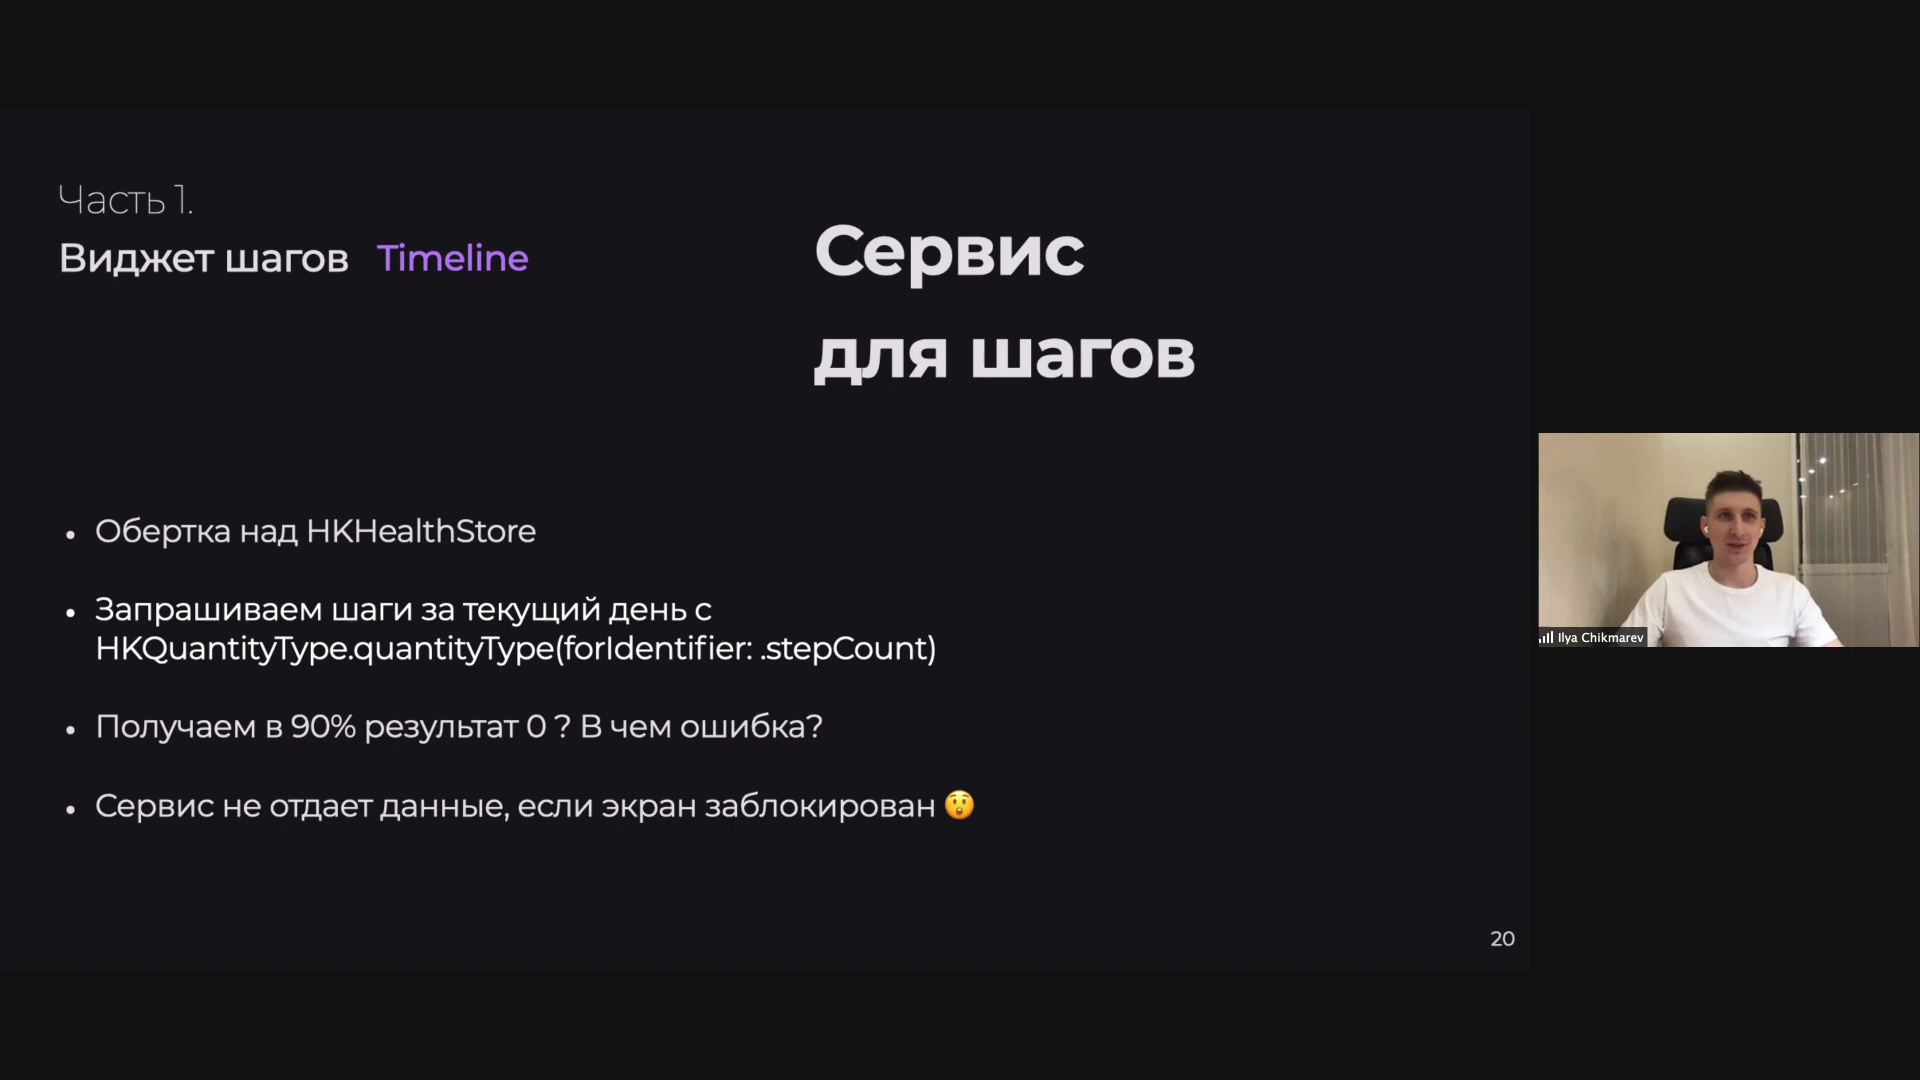 Часть 1.
Виджет шагов Timeline
Сервис
для шагов
• Обертка над HKHealthStore
• Запрашиваем шаги за текущий день с
HKQuantityType.quantityType(forIdentifier: .stepCount)
• Получаем в 90% результат 0 ? В чем ошибка?
• Сервис не отдает данные, если экран заблокирован 😲
20
Ilya Chikmarev